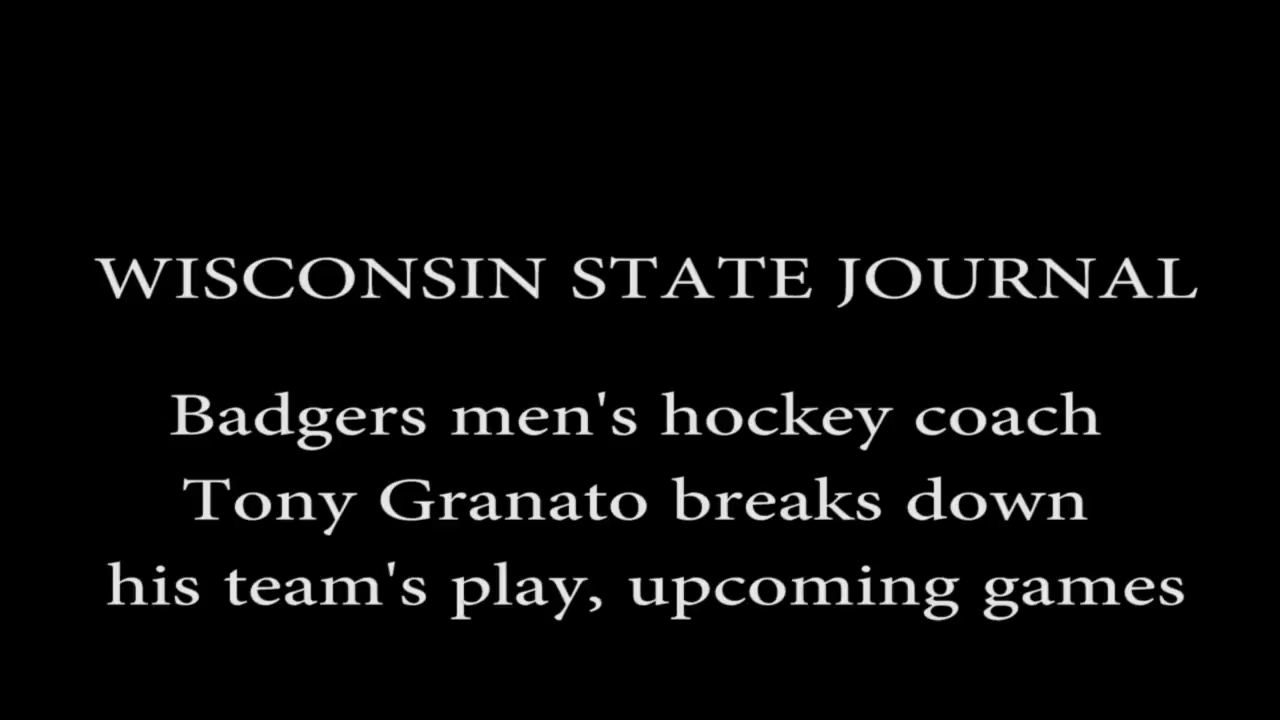 WISCONSIN STATE JOURNAL
Badgers men's hockey coach
Tony Granato breaks down
his team's play, upcoming games